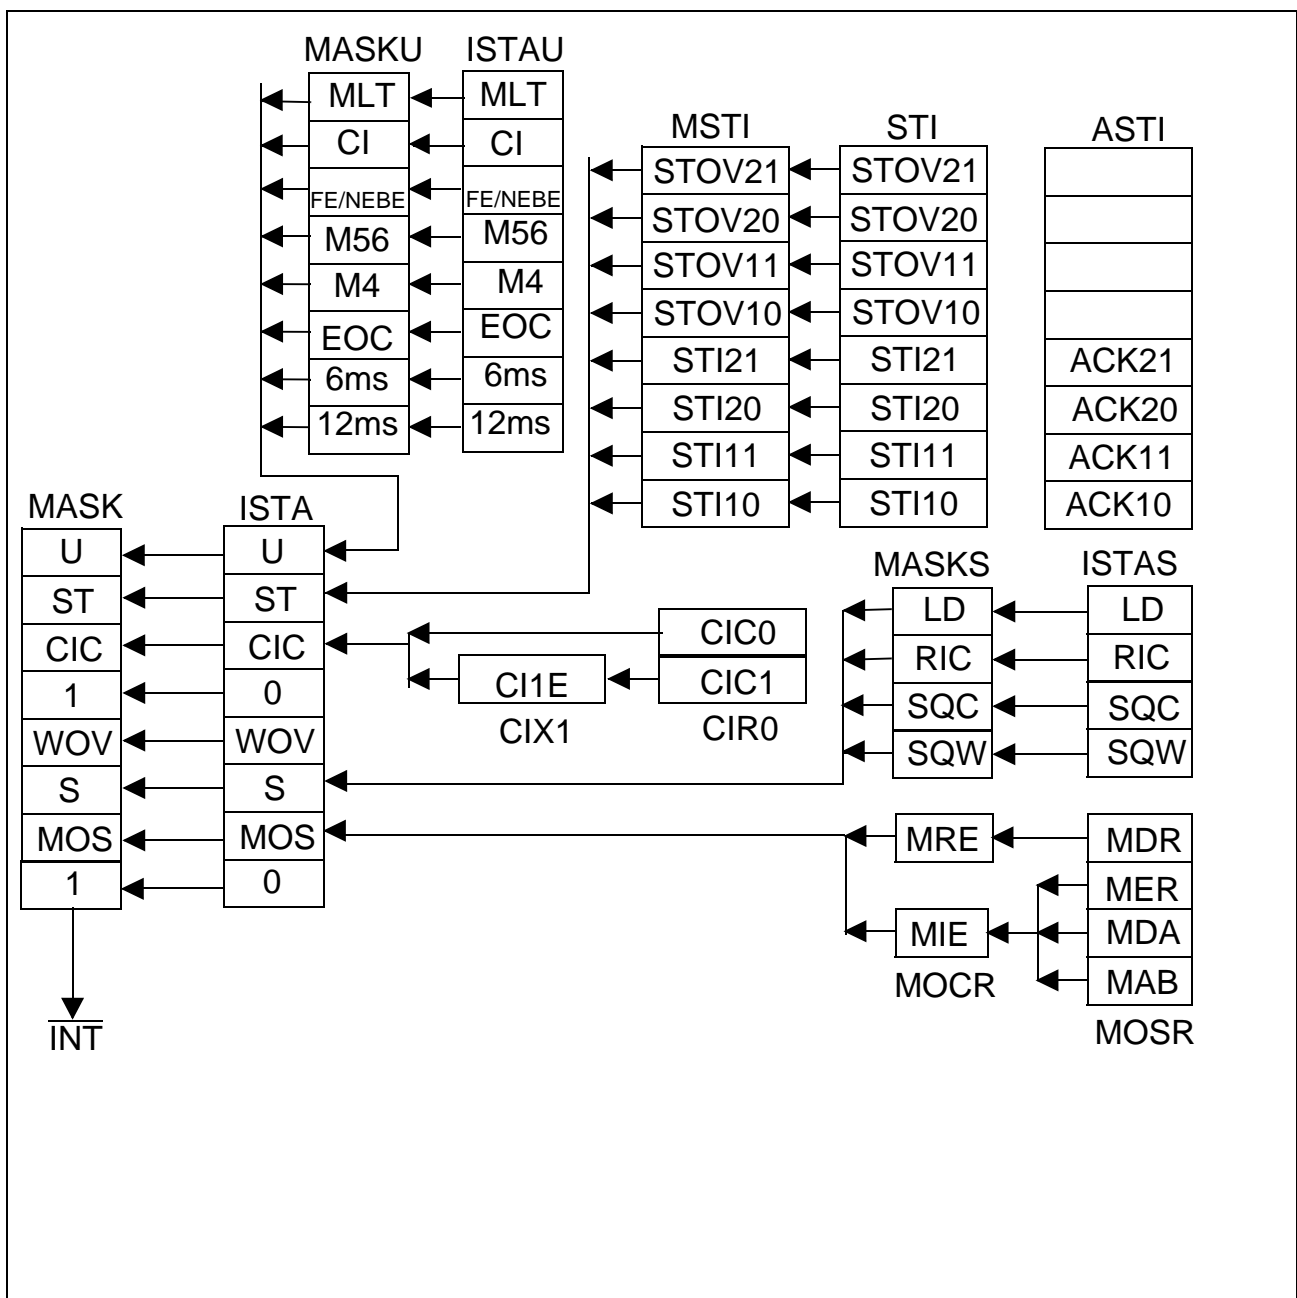 MASKU ISTAU
MLT MLT
CI CI
FE/NEBE FE/NEBE
M56 M56
M4 M4
EOC EOC
6ms 6ms
12ms 12ms
MSTI STI ASTI
STOV21 STOV21
STOV20 STOV20
STOV11 STOV11
STOV10 STOV10
STI21 STI21 ACK21
STI20 STI20 ACK20
STI11 STI11 ACK11
STI10 STI10 ACK10
MASK ISTA
U U
ST ST
CIC CIC
1 0
WOV WOV
S S
MOS MOS
1 0
INT
CIC0
CI1E CIC1
CIX1 CIR0
MASKS ISTAS
LD LD
RIC RIC
SQC SQC
SQW SQW
MRE MDR
MER
MIE MDA
MAB
MOCR MOSR